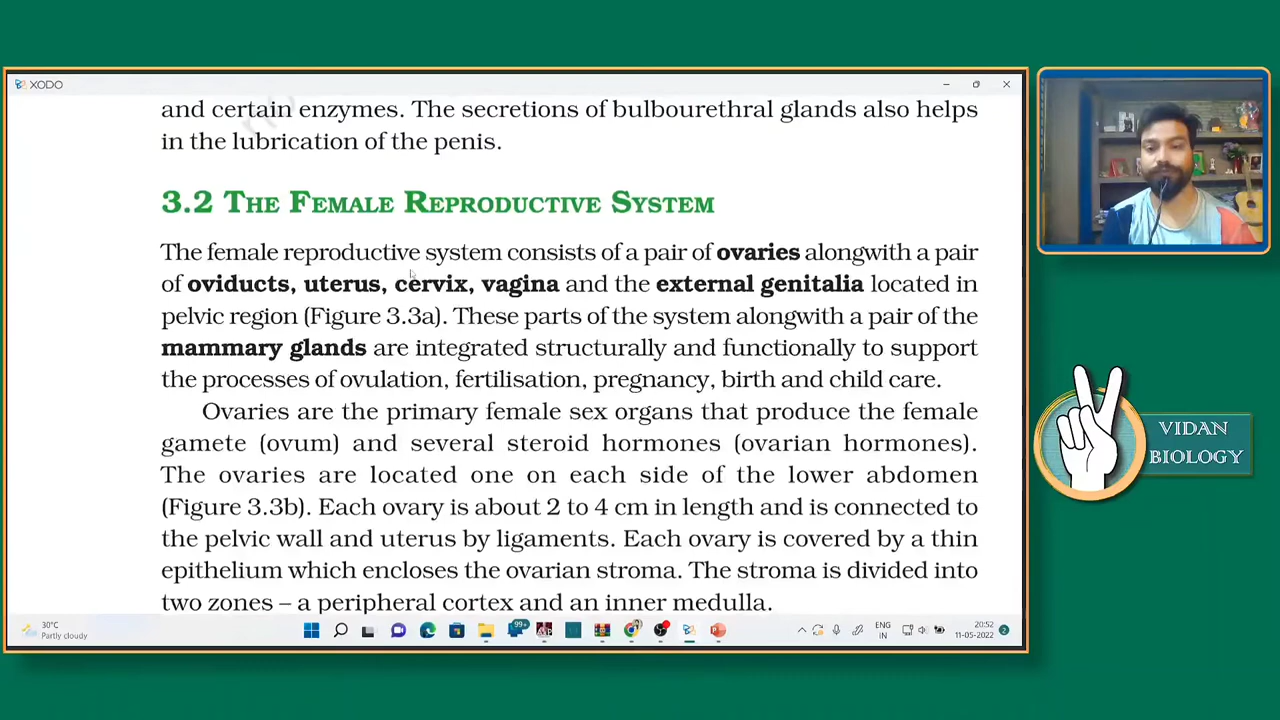 XODO
and certain enzymes. The secretions of bulbourethral glands also helps
in the lubrication of the penis.
3.2 THE FEMALE REPRODUCTIVE SYSTEM
The female reproductive system consists of a pair of ovaries alongwith a pair
of oviducts, uterus, cervix, vagina and the external genitalia located in
pelvic region (Figure 3.3a). These parts of the system alongwith a pair of the
mammary glands are integrated structurally and functionally to support
the processes of ovulation, fertilisation, pregnancy, birth and child care.
Ovaries are the primary female sex organs that produce the female
gamete (ovum) and several steroid hormones (ovarian hormones).
The ovaries are located one on each side of the lower abdomen
(Figure 3.3b). Each ovary is about 2 to 4 cm in length and is connected to
the pelvic wall and uterus by ligaments. Each ovary is covered by a thin
epithelium which encloses the ovarian stroma. The stroma is divided into
two zones – a peripheral cortex and an inner medulla.
VIDAN
BIOLOGY
30°C
Partly cloudy
99+
ENG
IN
20:52
11-05-2022
2